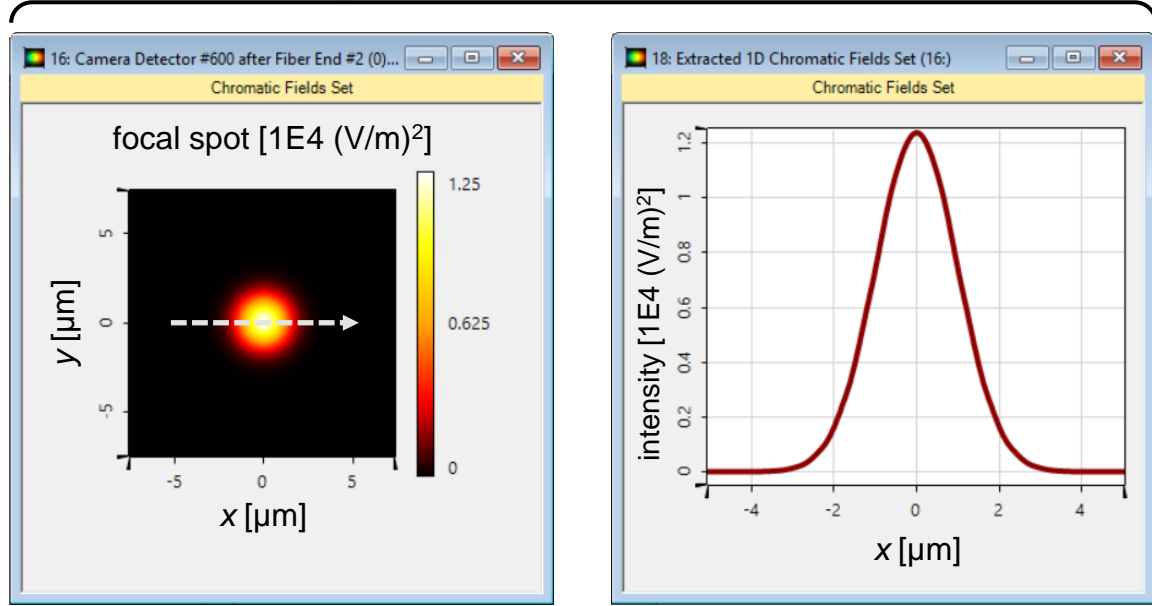 16: Camera Detector #600 after Fiber End #2 (0)...
Chromatic Fields Set
focal spot [1E4 (V/m)²]
1.25
0.625
0
5
0
-5
y [µm]
-5
0
5
x [µm]
18: Extracted 1D Chromatic Fields Set (16:)
Chromatic Fields Set
intensity [1E4 (V/m)²]
1.2
1
0.8
0.6
0.4
0.2
0
-4
-2
0
2
4
x [µm]